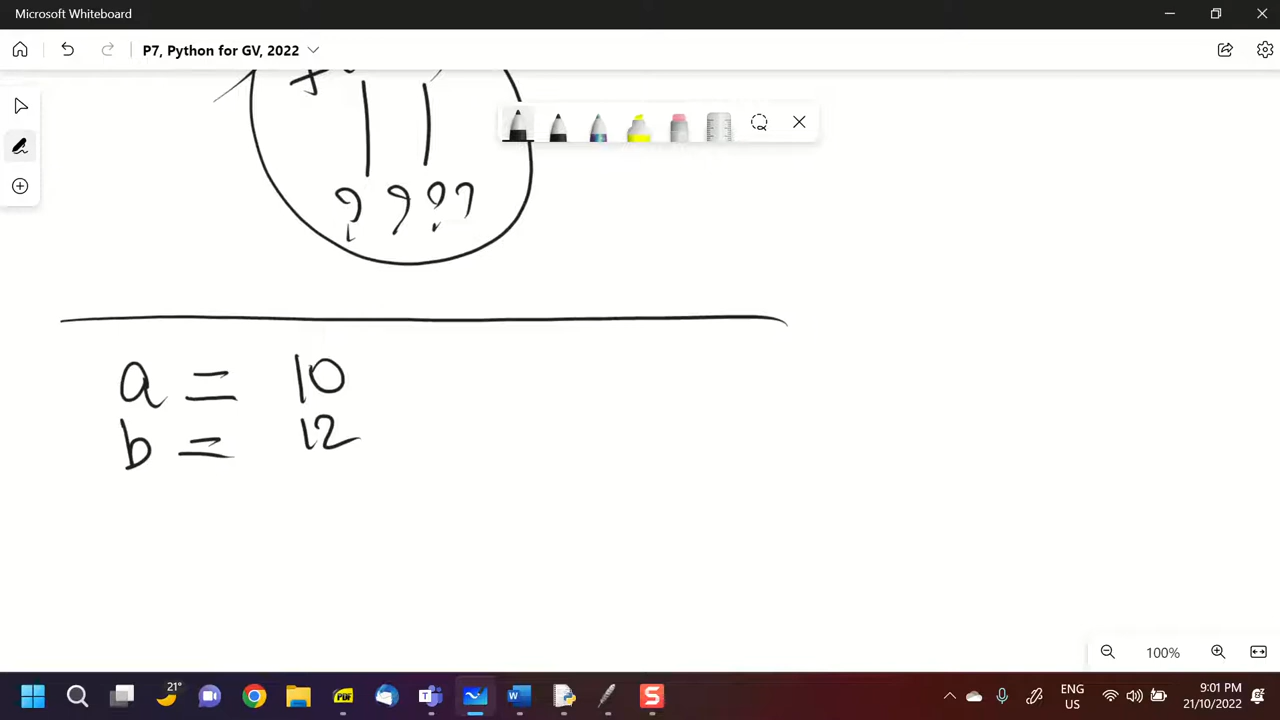 Microsoft Whiteboard
P7, Python for GV, 2022
? ? ? ?
a = 10
b = 12
100%
21°
PDF
W
S
ENG
US
9:01 PM
21/10/2022